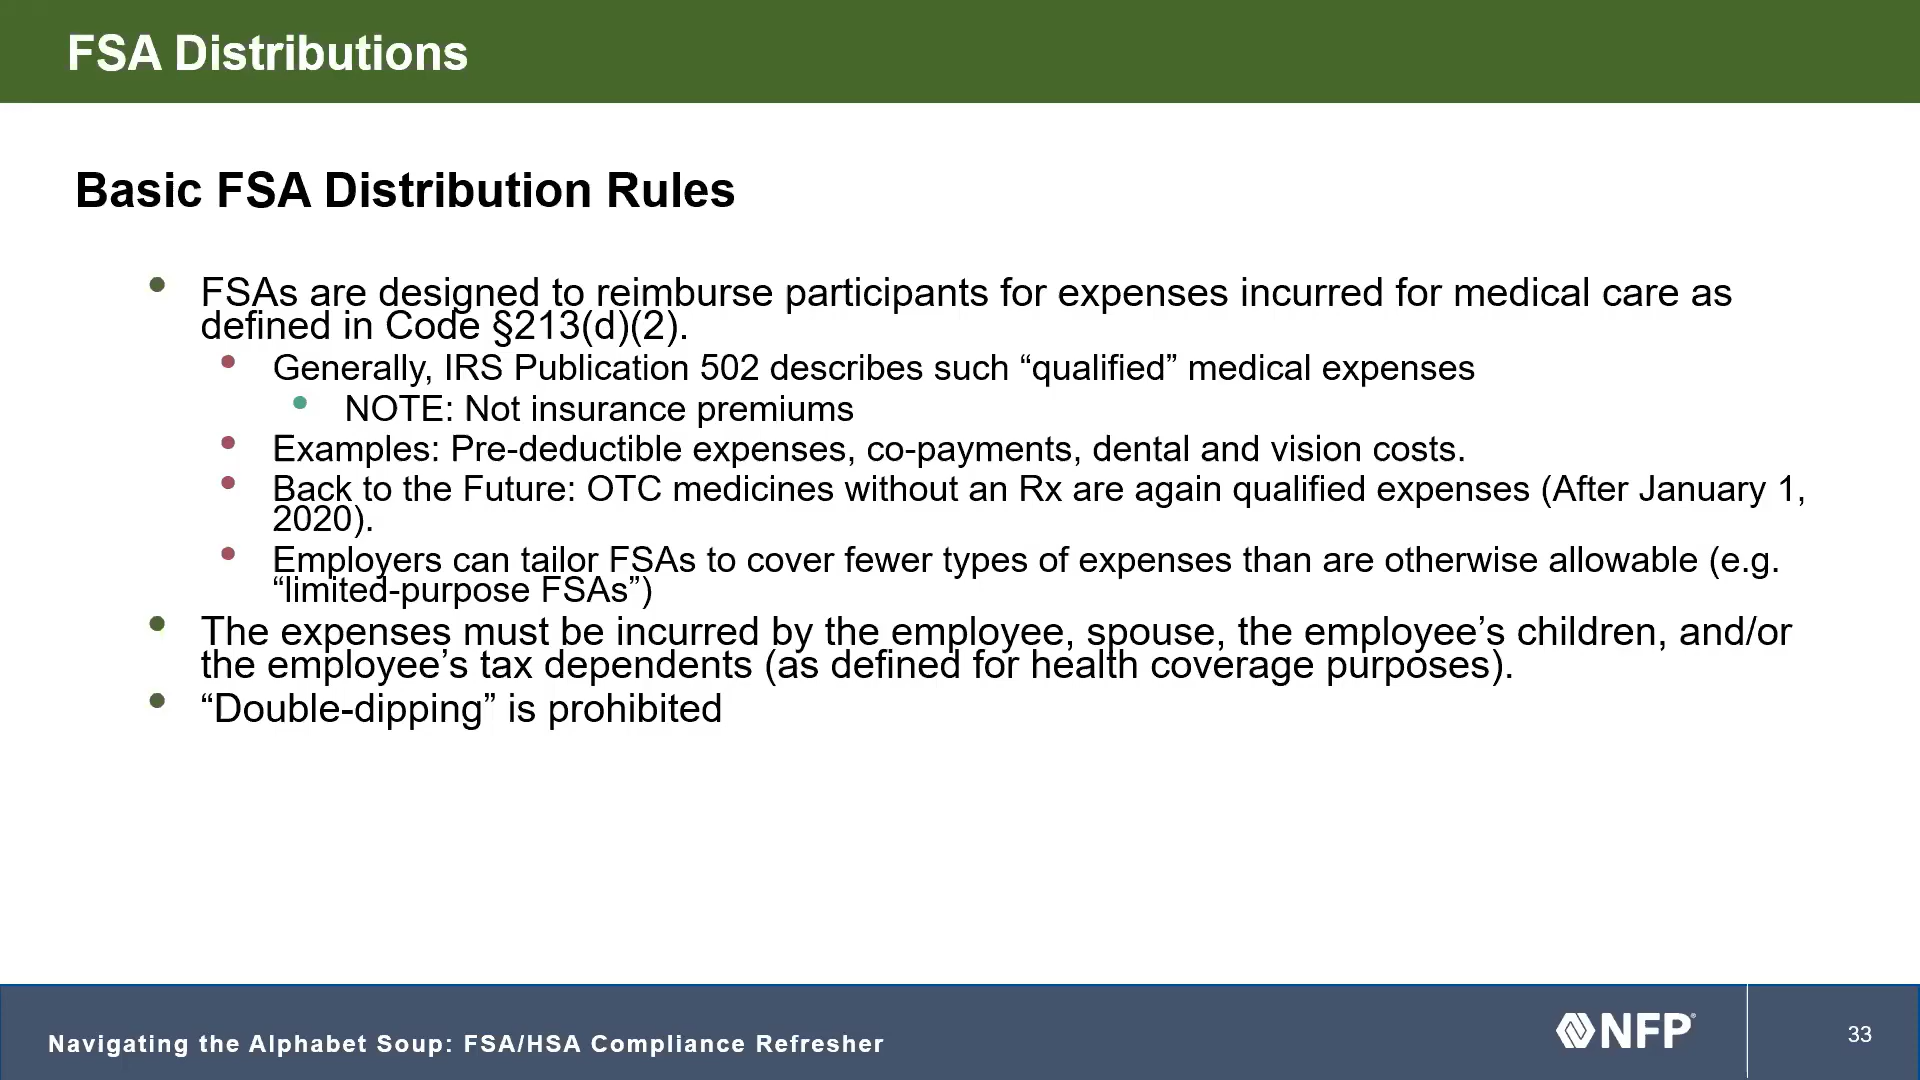 FSA Distributions
Basic FSA Distribution Rules
• FSAs are designed to reimburse participants for expenses incurred for medical care as
defined in Code §213(d)(2).
• Generally, IRS Publication 502 describes such “qualified” medical expenses
• NOTE: Not insurance premiums
• Examples: Pre-deductible expenses, co-payments, dental and vision costs.
• Back to the Future: OTC medicines without an Rx are again qualified expenses (After January 1,
2020).
• Employers can tailor FSAs to cover fewer types of expenses than are otherwise allowable (e.g.
“limited-purpose FSAs”)
• The expenses must be incurred by the employee, spouse, the employee’s children, and/or
the employee’s tax dependents (as defined for health coverage purposes).
• “Double-dipping” is prohibited
Navigating the Alphabet Soup: FSA/HSA Compliance Refresher
NFP®
33